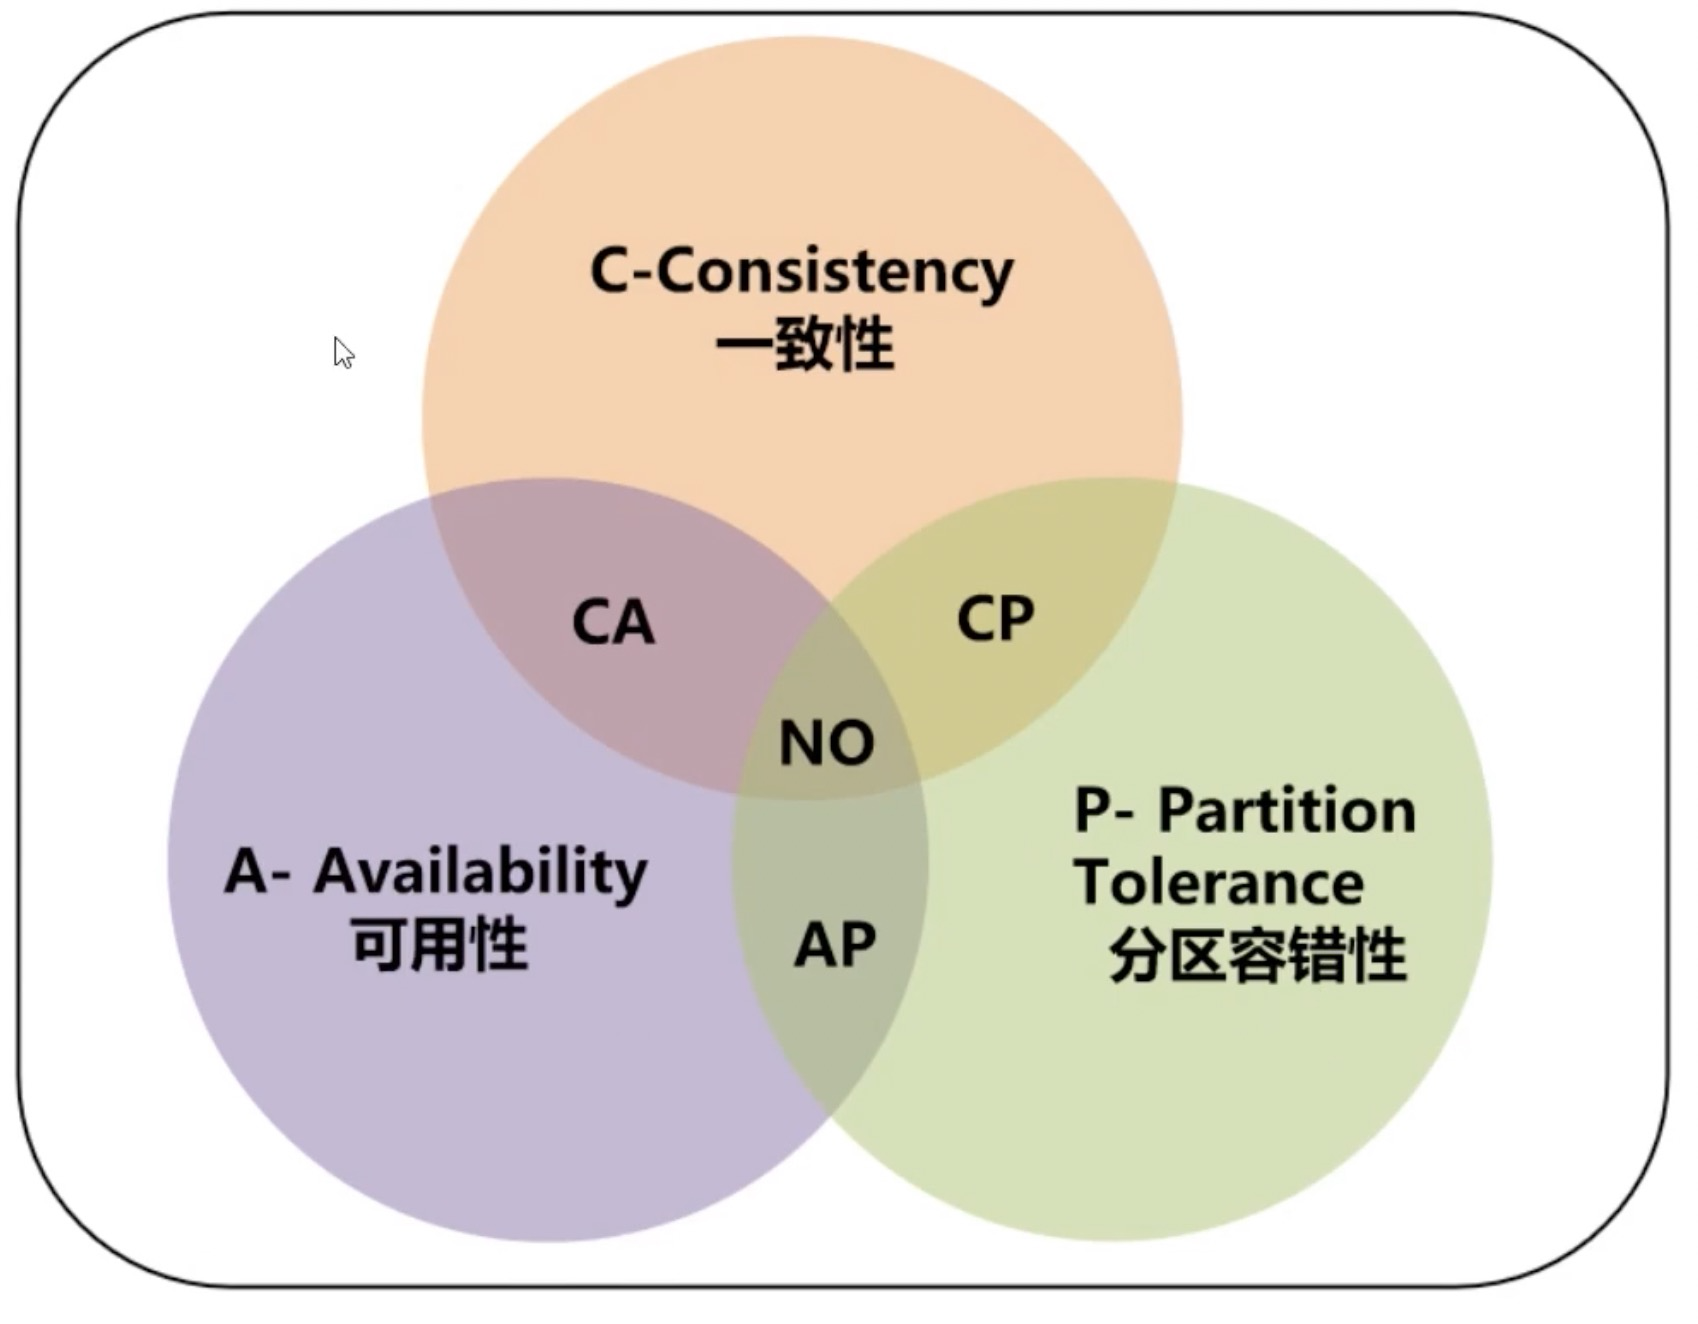 C-Consistency
一致性
CA
CP
NO
A- Availability
可用性
AP
P- Partition
Tolerance
分区容错性